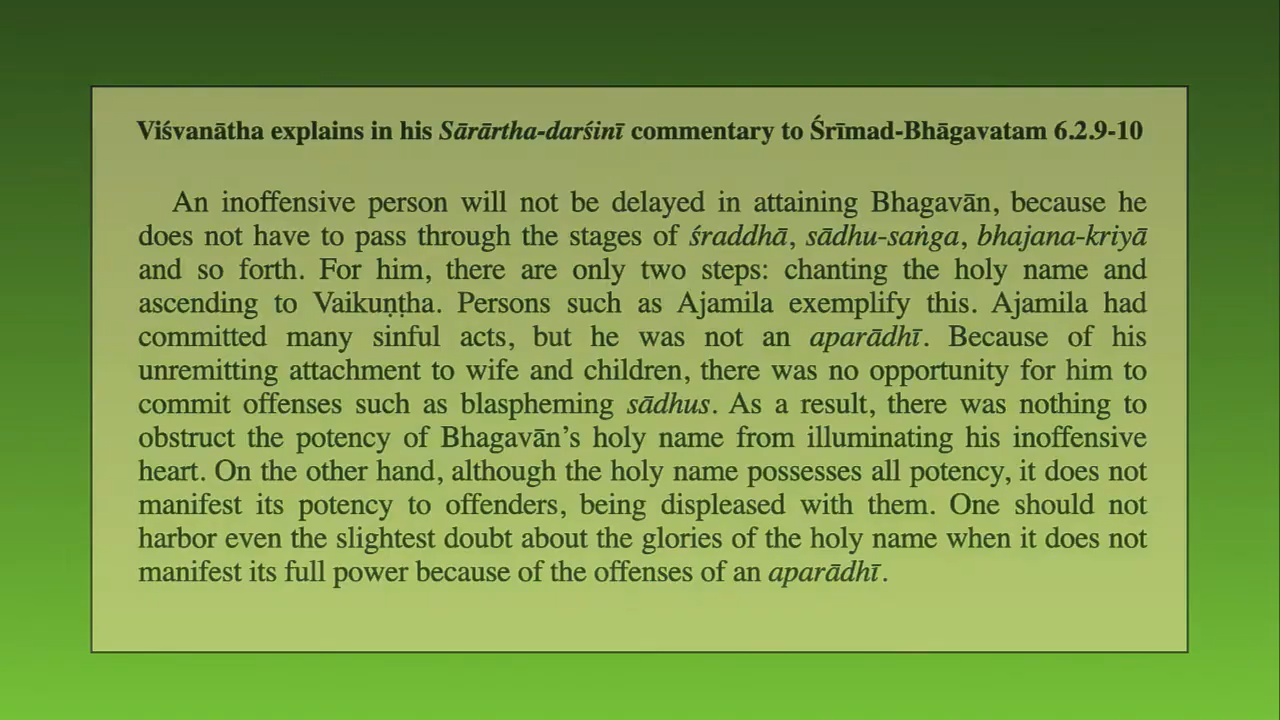 Viśvanātha explains in his Sārārtha-darśinī commentary to Śrīmad-Bhāgavatam 6.2.9-10
An inoffensive person will not be delayed in attaining Bhagavān, because he
does not have to pass through the stages of śraddhā, sādhu-saṅga, bhajana-kriyā
and so forth. For him, there are only two steps: chanting the holy name and
ascending to Vaikuṇṭha. Persons such as Ajamila exemplify this. Ajamila had
committed many sinful acts, but he was not an aparādhī. Because of his
unremitting attachment to wife and children, there was no opportunity for him to
commit offenses such as blaspheming sādhus. As a result, there was nothing to
obstruct the potency of Bhagavān’s holy name from illuminating his inoffensive
heart. On the other hand, although the holy name possesses all potency, it does not
manifest its potency to offenders, being displeased with them. One should not
harbor even the slightest doubt about the glories of the holy name when it does not
manifest its full power because of the offenses of an aparādhī.